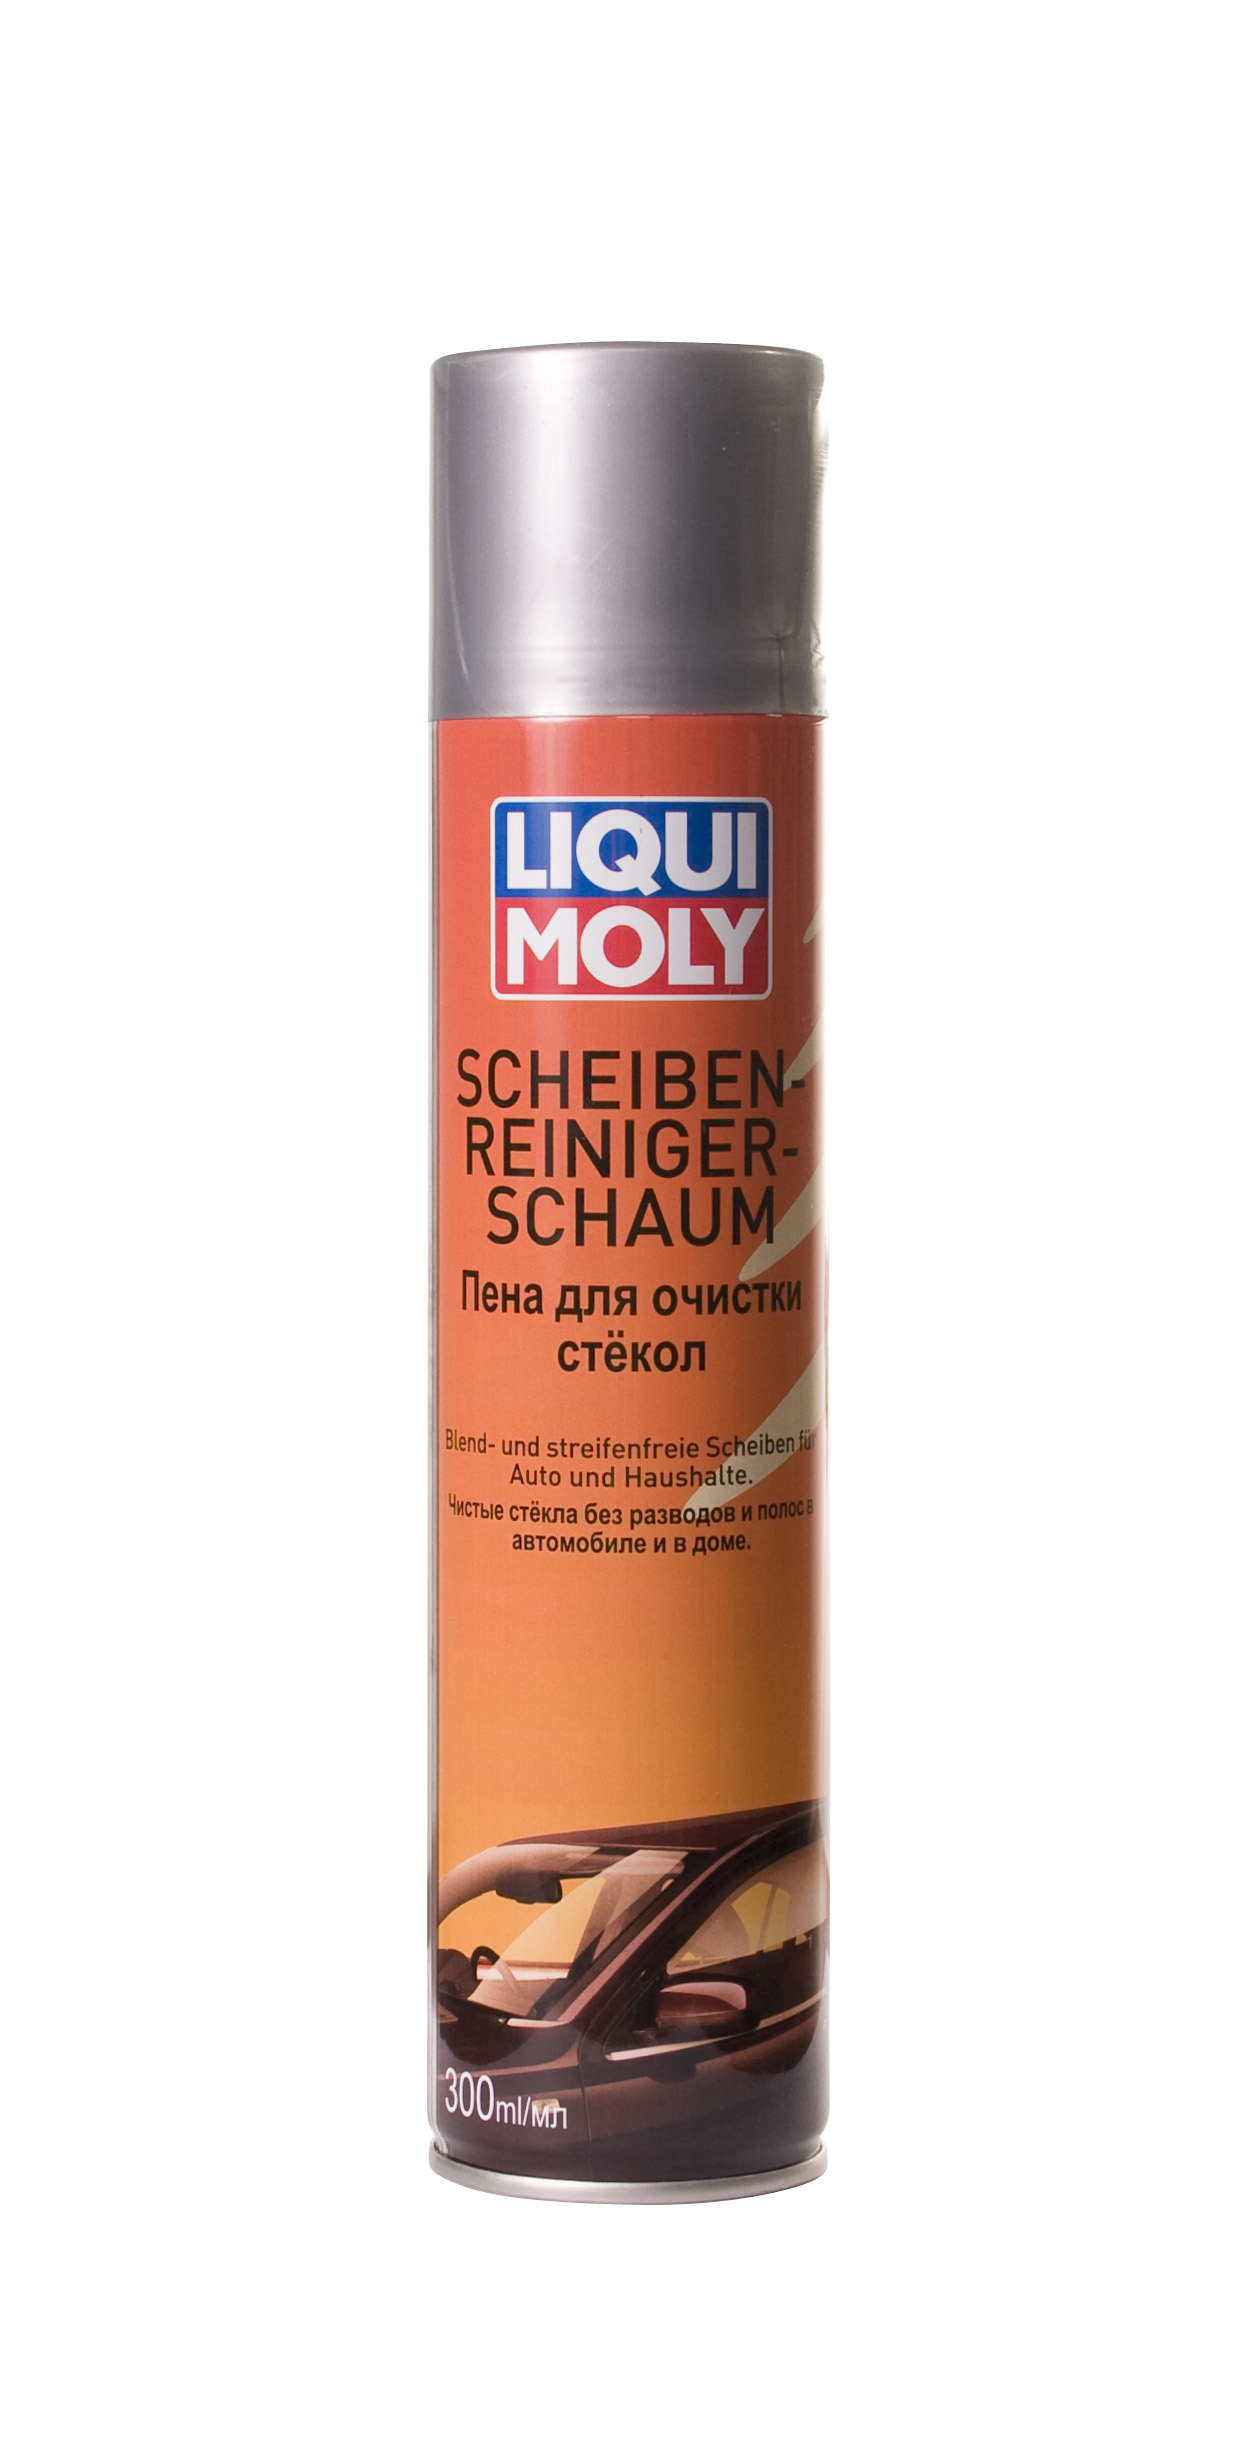 LIQUI
MOLY
SCHEIBEN-
REINIGER-
SCHAUM
Пена для очистки
стёкол
Blend- und streifenfreie Scheiben für
Auto und Haushalte.
Чистые стёкла без разводов и полос в
автомобиле и в доме.
300ml/мл